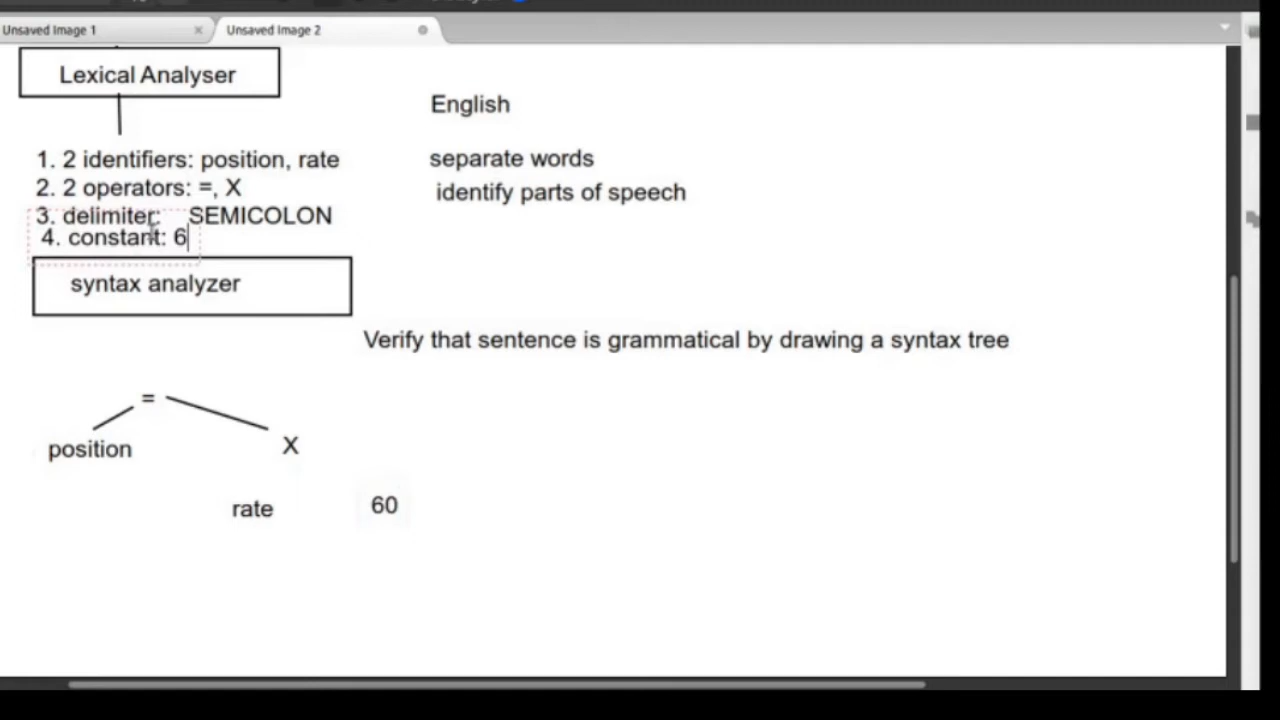 Unsaved Image 1
Unsaved Image 2
Lexical Analyser
English
1. 2 identifiers: position, rate
separate words
2. 2 operators: =, X
identify parts of speech
3. delimiter: SEMICOLON
4. constant: 6
syntax analyzer
Verify that sentence is grammatical by drawing a syntax tree
=
position
X
rate
60